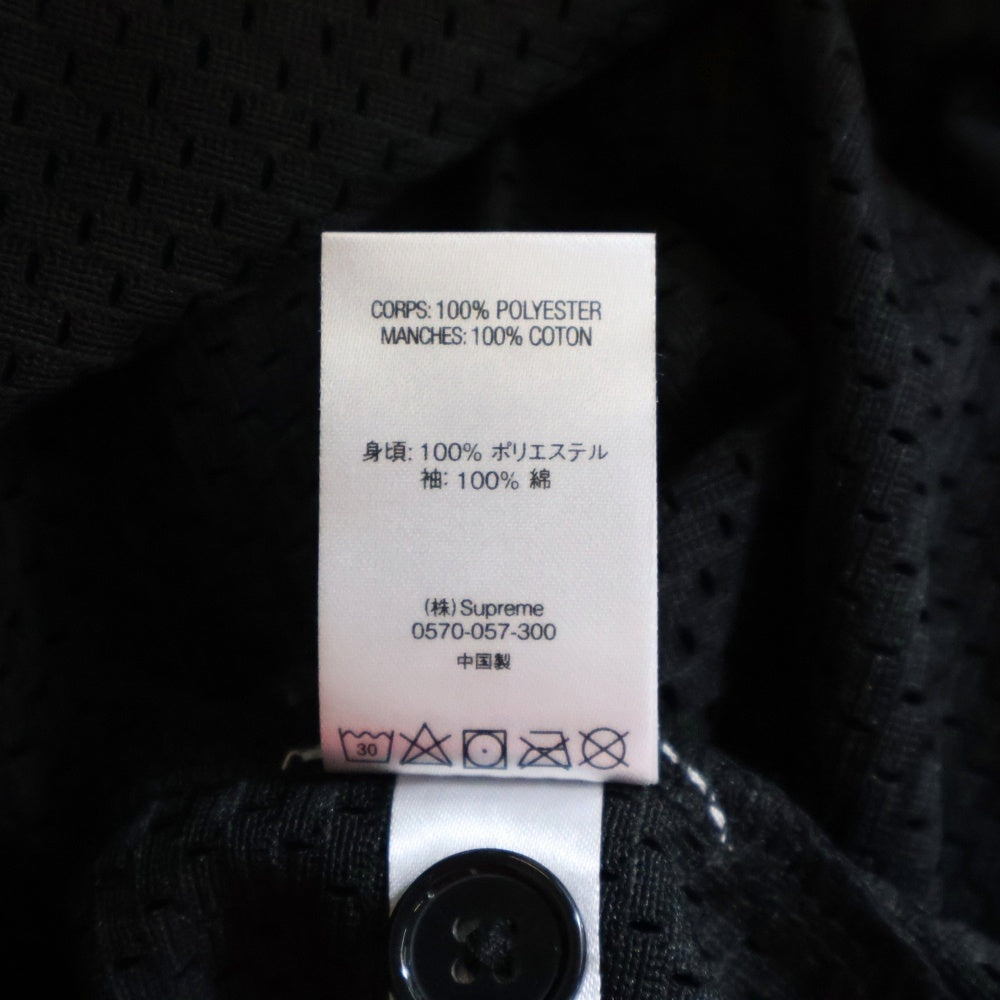 CORPS: 100% POLYESTER
MANCHES: 100% COTON
身頃: 100% ポリエステル
袖: 100% 綿
(株)Supreme
0570-057-300
中国製
30